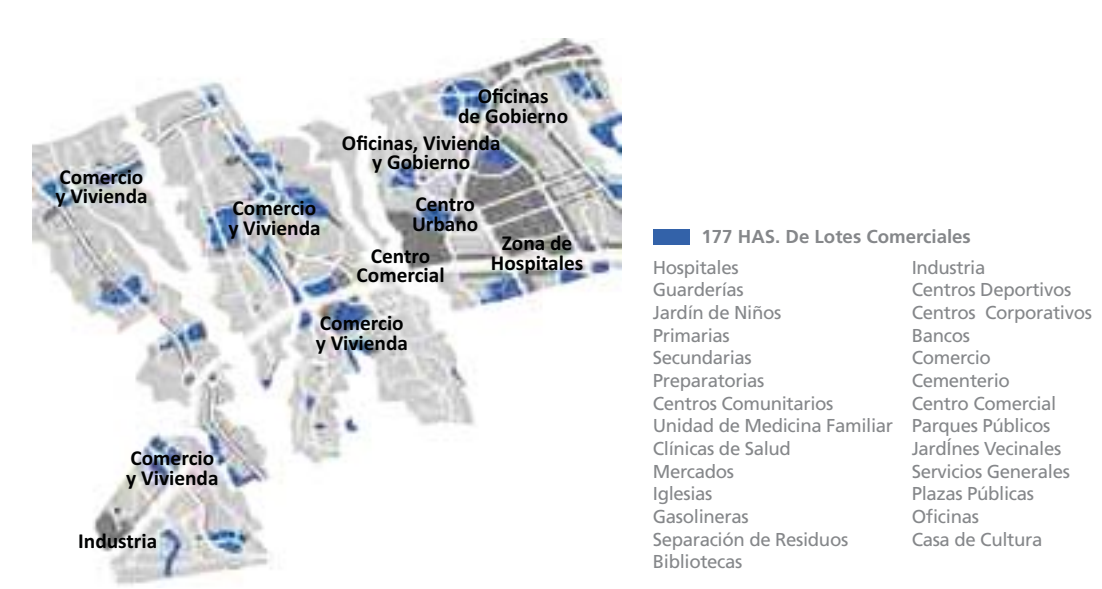 Oficinas
de Gobierno
Oficinas, Vivienda
y Gobierno
Comercio
y Vivienda
Comercio
y Vivienda
Centro
Urbano
Zona de
Hospitales
Centro
Comercial
Comercio
y Vivienda
Comercio
y Vivienda
Industria
177 HAS. De Lotes Comerciales
Hospitales
Guarderías
Jardín de Niños
Primarias
Secundarias
Preparatorias
Centros Comunitarios
Unidad de Medicina Familiar
Clínicas de Salud
Mercados
Iglesias
Gasolineras
Separación de Residuos
Bibliotecas
Industria
Centros Deportivos
Centros Corporativos
Bancos
Comercio
Cementerio
Centro Comercial
Parques Públicos
JardÍnes Vecinales
Servicios Generales
Plazas Públicas
Oficinas
Casa de Cultura